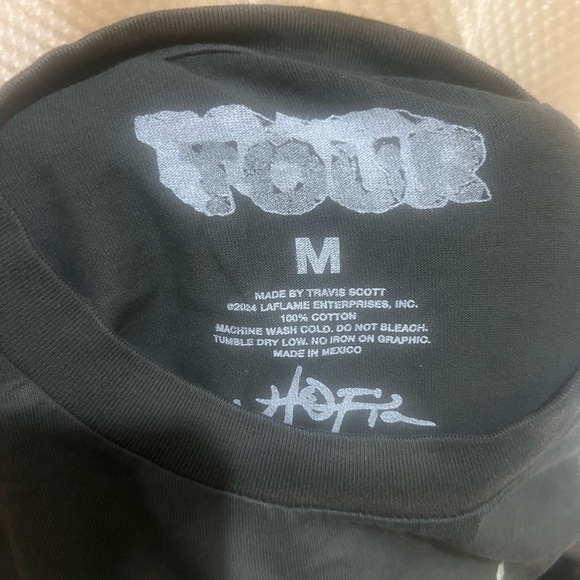 TOUR
M
MADE BY TRAVIS SCOTT
©2024 LAFLAME ENTERPRISES, INC.
100% COTTON
MACHINE WASH COLD. DO NOT BLEACH.
TUMBLE DRY LOW. NO IRON ON GRAPHIC.
MADE IN MEXICO